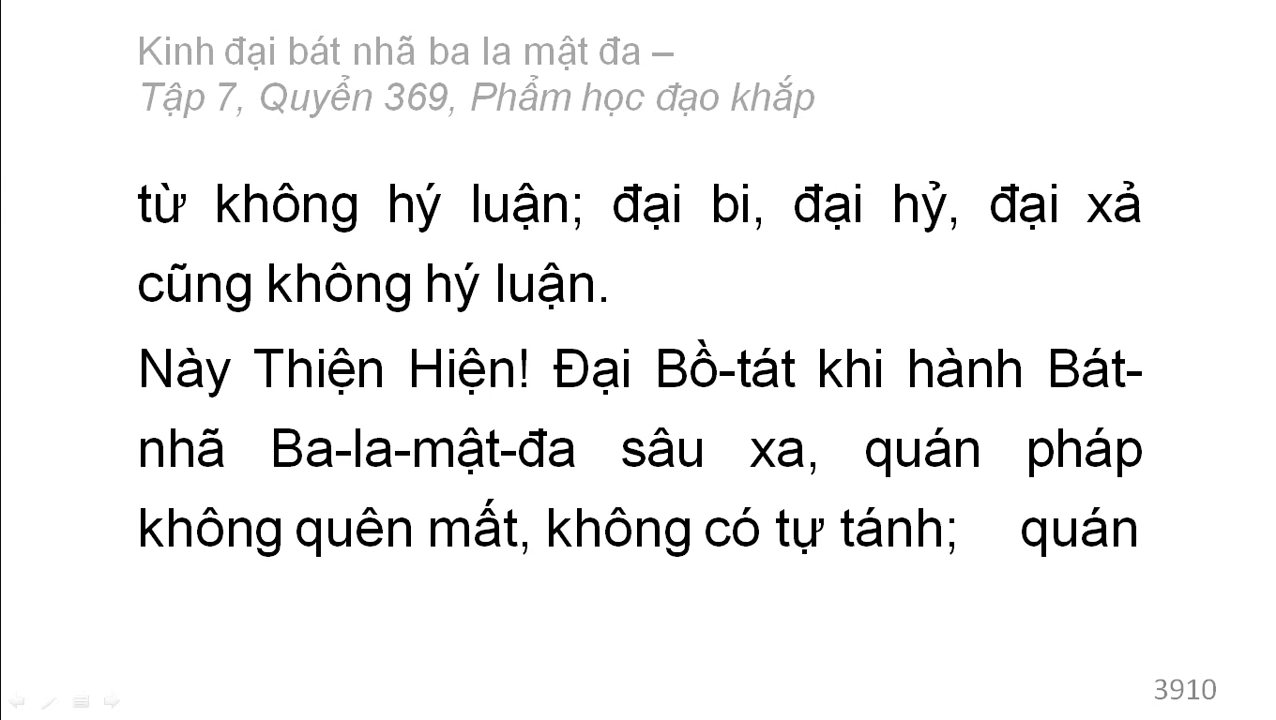 Kinh đại bát nhã ba la mật đa –
Tập 7, Quyển 369, Phẩm học đạo khắp
từ không hý luận; đại bi, đại hỷ, đại xả
cũng không hý luận.
Này Thiện Hiện! Đại Bồ-tát khi hành Bát-
nhã Ba-la-mật-đa sâu xa, quán pháp
không quên mất, không có tự tánh; quán
3910